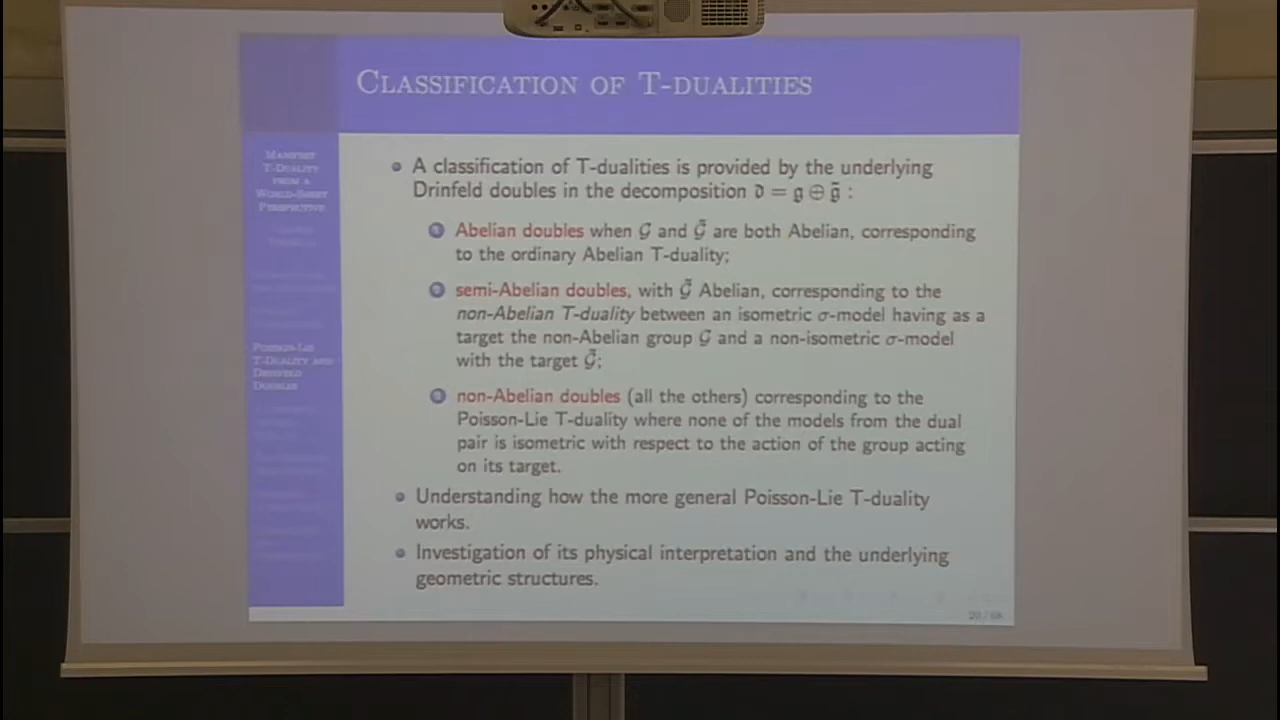 CLASSIFICATION OF T-DUALITIES
MANIFEST
T-DUALITY
FROM A
WORLD-SHEET
PERSPECTIVE
POISSON-LIE
T-DUALITY AND
DRINFELD
DOUBLES
A classification of T-dualities is provided by the underlying
Drinfeld doubles in the decomposition 𝔡 = 𝔤 ⊕ 𝔤̃ :
1 Abelian doubles when 𝒢 and 𝒢̃ are both Abelian, corresponding
to the ordinary Abelian T-duality;
2 semi-Abelian doubles, with 𝒢̃ Abelian, corresponding to the
non-Abelian T-duality between an isometric σ-model having as a
target the non-Abelian group 𝒢 and a non-isometric σ-model
with the target 𝒢̃;
3 non-Abelian doubles (all the others) corresponding to the
Poisson-Lie T-duality where none of the models from the dual
pair is isometric with respect to the action of the group acting
on its target.
Understanding how the more general Poisson-Lie T-duality
works.
Investigation of its physical interpretation and the underlying
geometric structures.